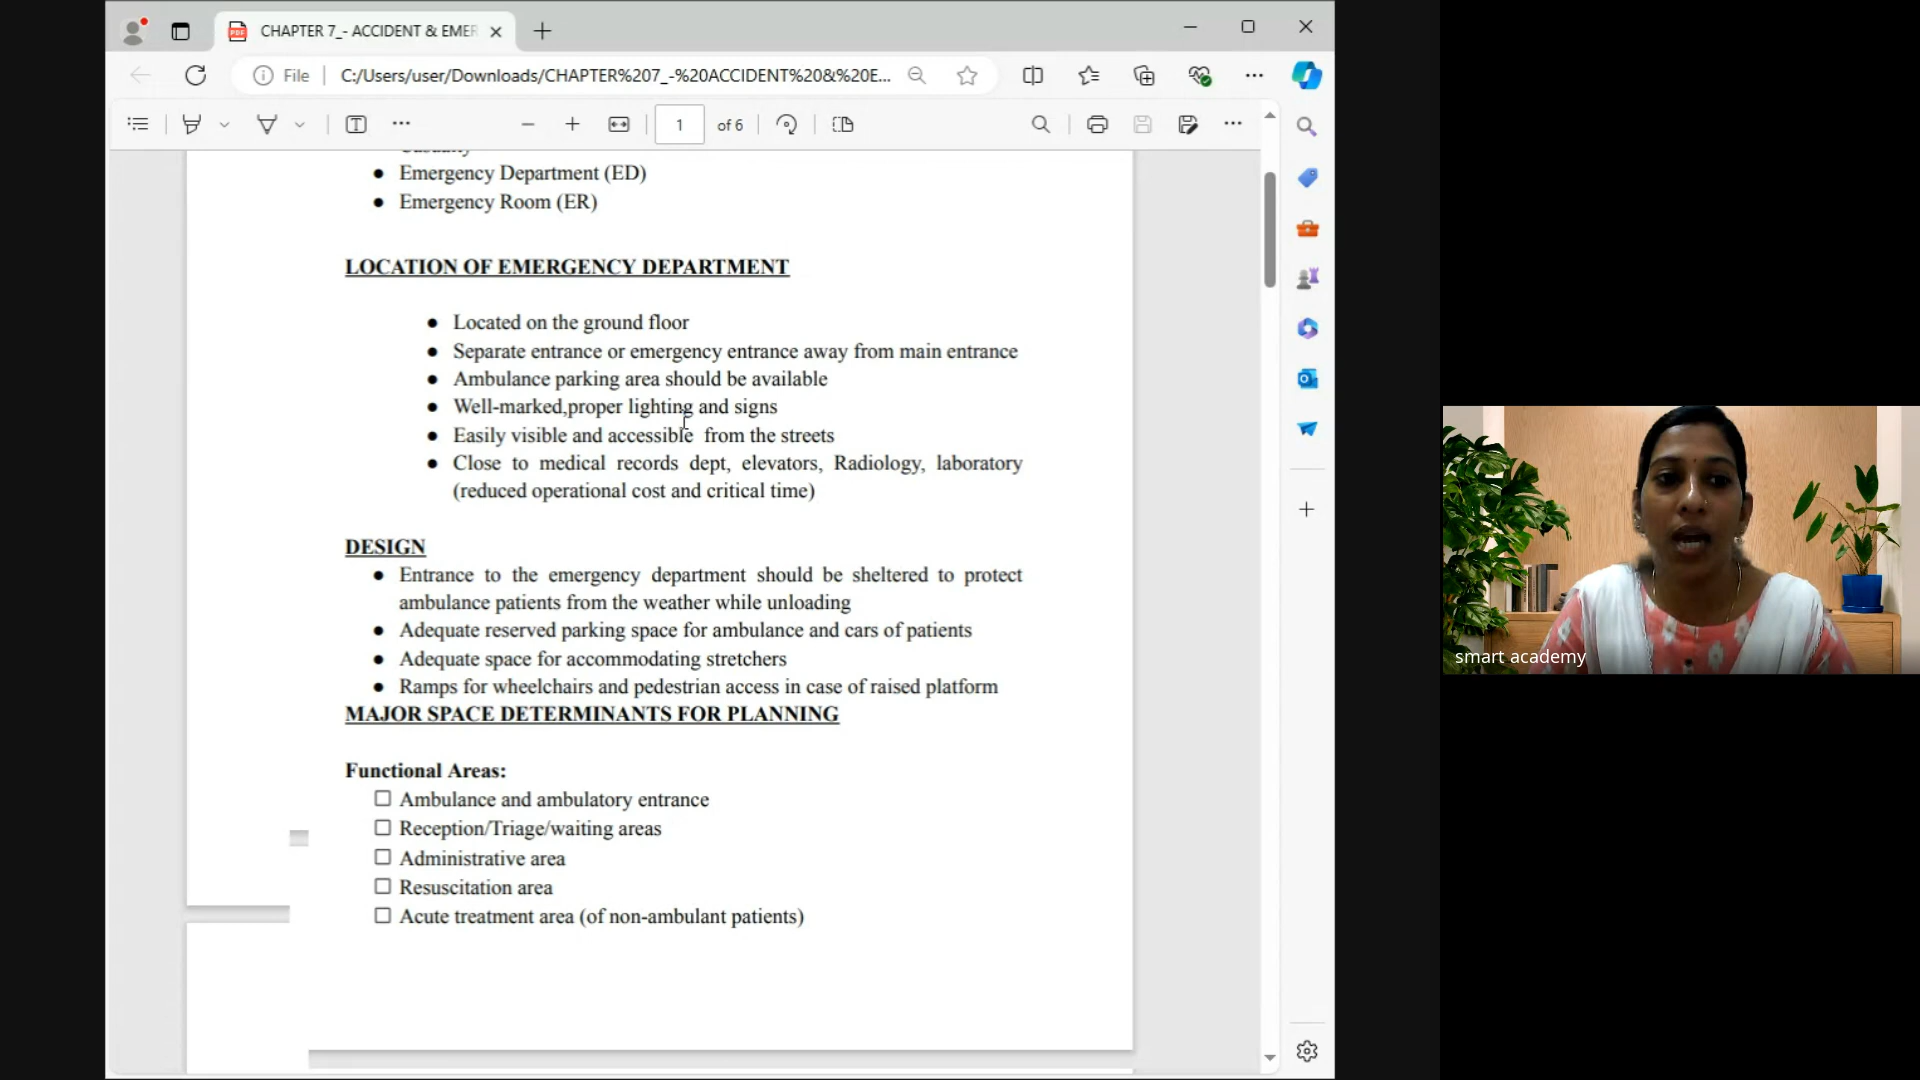 CHAPTER 7_- ACCIDENT & EMER
File
C:/Users/user/Downloads/CHAPTER%207_-%20ACCIDENT%20&%20E...
1 of 6
Casualty
● Emergency Department (ED)
● Emergency Room (ER)
LOCATION OF EMERGENCY DEPARTMENT
● Located on the ground floor
● Separate entrance or emergency entrance away from main entrance
● Ambulance parking area should be available
● Well-marked,proper lighting and signs
● Easily visible and accessible from the streets
● Close to medical records dept, elevators, Radiology, laboratory
(reduced operational cost and critical time)
DESIGN
● Entrance to the emergency department should be sheltered to protect
ambulance patients from the weather while unloading
● Adequate reserved parking space for ambulance and cars of patients
● Adequate space for accommodating stretchers
● Ramps for wheelchairs and pedestrian access in case of raised platform
MAJOR SPACE DETERMINANTS FOR PLANNING
Functional Areas:
☐ Ambulance and ambulatory entrance
☐ Reception/Triage/waiting areas
☐ Administrative area
☐ Resuscitation area
☐ Acute treatment area (of non-ambulant patients)
smart academy